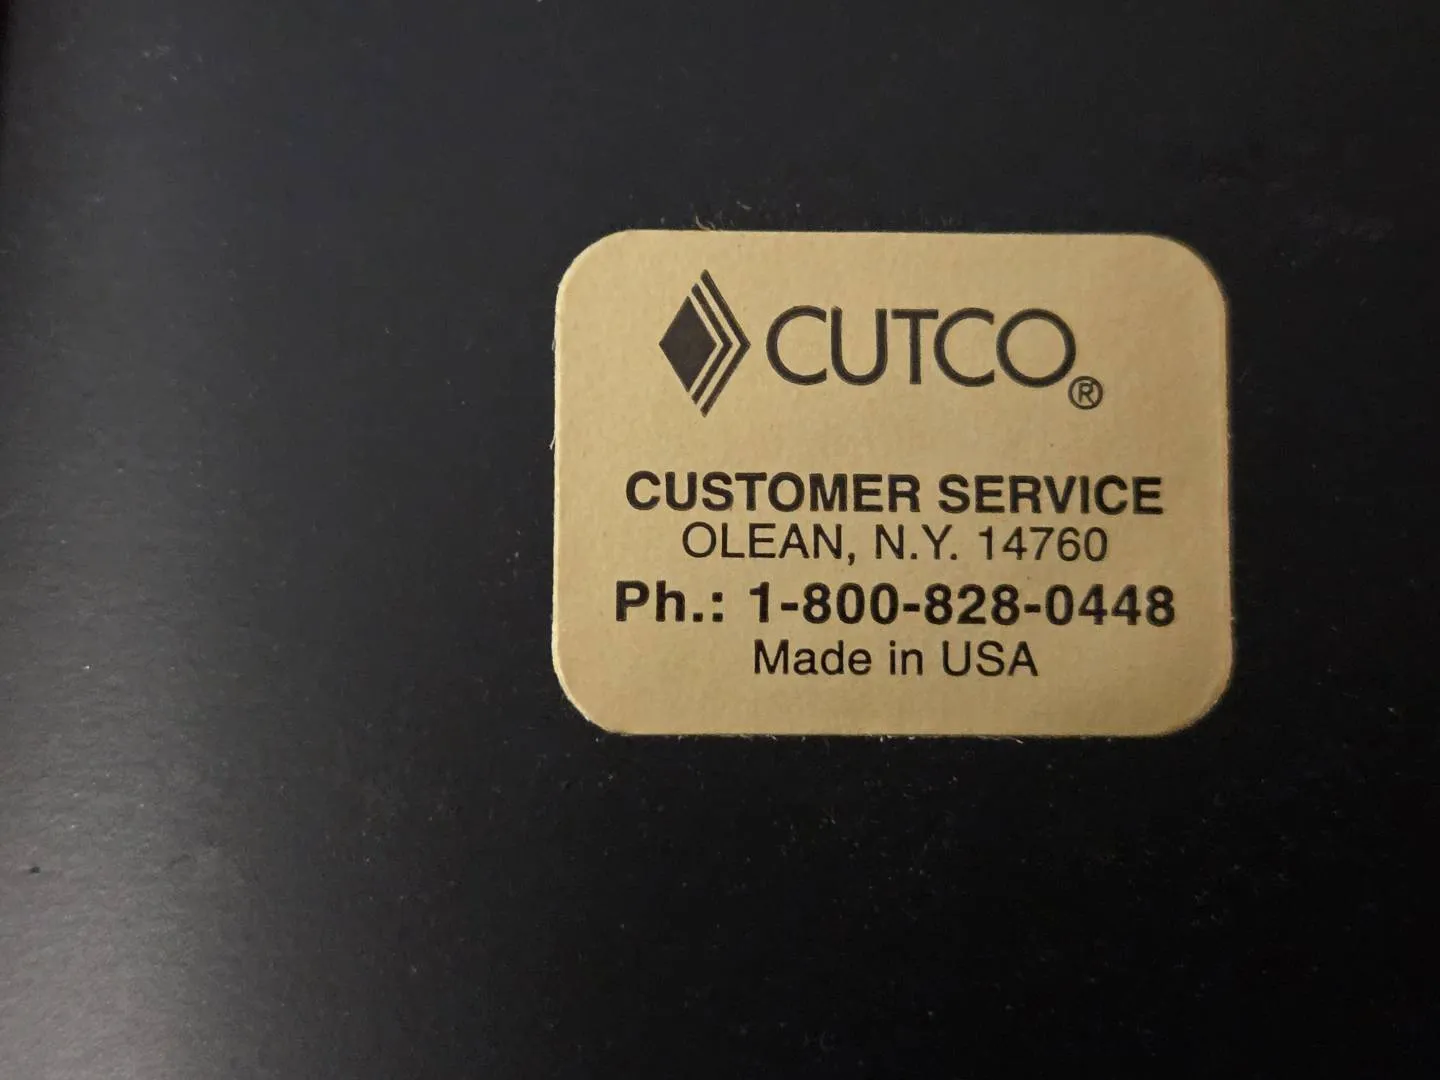 CUTCO®
CUSTOMER SERVICE
OLEAN, N.Y. 14760
Ph.: 1-800-828-0448
Made in USA